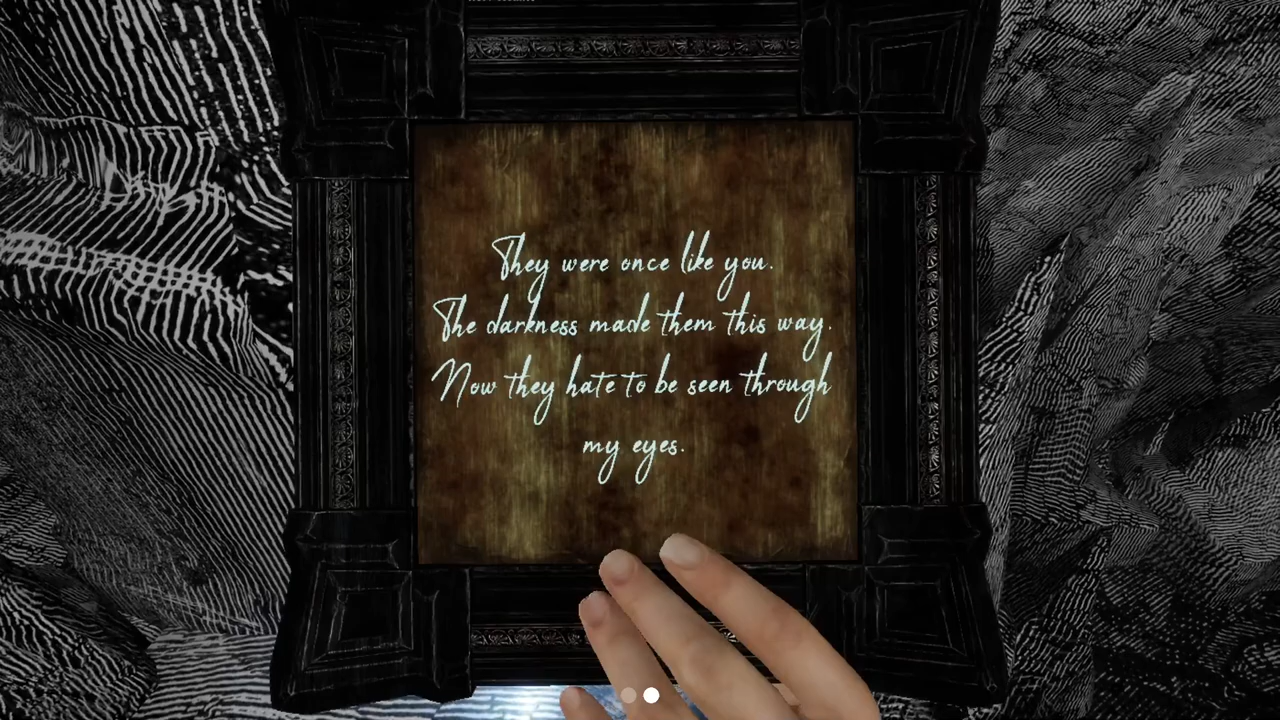 They were once like you.
The darkness made them this way.
Now they hate to be seen through
my eyes.